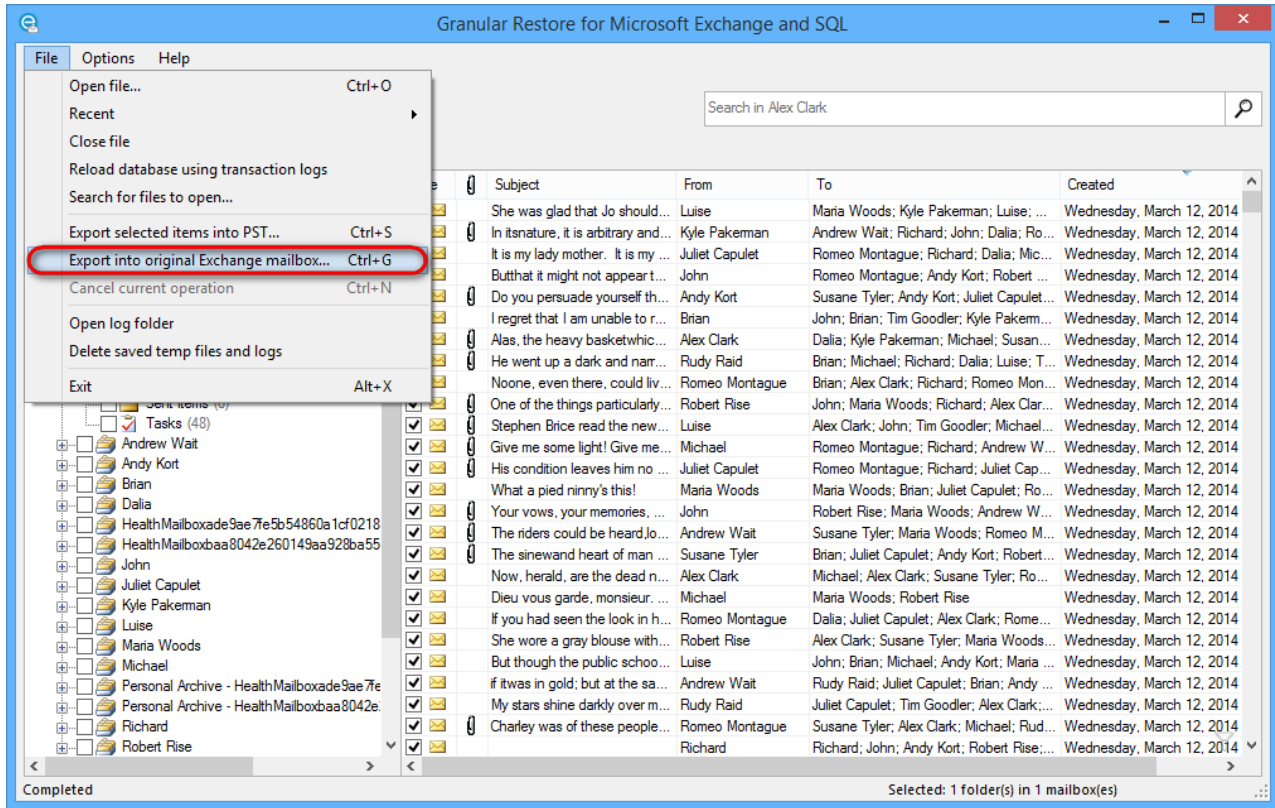 Granular Restore for Microsoft Exchange and SQL
File Options Help
Open file... Ctrl+O
Recent
Close file
Reload database using transaction logs
Search for files to open...
Export selected items into PST... Ctrl+S
Export into original Exchange mailbox... Ctrl+G
Cancel current operation Ctrl+N
Open log folder
Delete saved temp files and logs
Exit Alt+X
Search in Alex Clark
Tasks (48)
Andrew Wait
Andy Kort
Brian
Dalia
HealthMailboxade9ae7fe5b54860a1cf0218
HealthMailboxbaa8042e260149aa928ba55
John
Juliet Capulet
Kyle Pakerman
Luise
Maria Woods
Michael
Personal Archive - HealthMailboxade9ae7fe
Personal Archive - HealthMailboxbaa8042e
Richard
Robert Rise
Subject From To Created
She was glad that Jo should... Luise Maria Woods; Kyle Pakerman; Luise; ... Wednesday, March 12, 2014
In itsnature, it is arbitrary and... Kyle Pakerman Andrew Wait; Richard; John; Dalia; Ro... Wednesday, March 12, 2014
It is my lady mother. It is my ... Juliet Capulet Romeo Montague; Richard; Dalia; Mic... Wednesday, March 12, 2014
Butthat it might not appear t... John Romeo Montague; Andy Kort; Robert ... Wednesday, March 12, 2014
Do you persuade yourself th... Andy Kort Susane Tyler; Andy Kort; Juliet Capulet... Wednesday, March 12, 2014
I regret that I am unable to r... Brian John; Brian; Tim Goodler; Kyle Pakerm... Wednesday, March 12, 2014
Alas, the heavy basketwhic... Alex Clark Dalia; Kyle Pakerman; Michael; Susan... Wednesday, March 12, 2014
He went up a dark and narr... Rudy Raid Brian; Michael; Richard; Dalia; Luise; T... Wednesday, March 12, 2014
Noone, even there, could liv... Romeo Montague Brian; Alex Clark; Richard; Romeo Mon... Wednesday, March 12, 2014
One of the things particularly... Robert Rise John; Maria Woods; Richard; Alex Clar... Wednesday, March 12, 2014
Stephen Brice read the new... Luise Alex Clark; John; Tim Goodler; Michael... Wednesday, March 12, 2014
Give me some light! Give me... Michael Romeo Montague; Richard; Andrew W... Wednesday, March 12, 2014
His condition leaves him no ... Juliet Capulet Romeo Montague; Richard; Juliet Cap... Wednesday, March 12, 2014
What a pied ninny's this! Maria Woods Maria Woods; Brian; Juliet Capulet; Ro... Wednesday, March 12, 2014
Your vows, your memories, ... John Robert Rise; Maria Woods; Andrew W... Wednesday, March 12, 2014
The riders could be heard,lo... Andrew Wait Susane Tyler; Maria Woods; Romeo M... Wednesday, March 12, 2014
The sinewand heart of man ... Susane Tyler Brian; Juliet Capulet; Andy Kort; Robert... Wednesday, March 12, 2014
Now, herald, are the dead n... Alex Clark Michael; Alex Clark; Susane Tyler; Ro... Wednesday, March 12, 2014
Dieu vous garde, monsieur. ... Michael Maria Woods; Robert Rise Wednesday, March 12, 2014
If you had seen the look in h... Romeo Montague Dalia; Juliet Capulet; Alex Clark; Rome... Wednesday, March 12, 2014
She wore a gray blouse with... Robert Rise Alex Clark; Susane Tyler; Maria Woods... Wednesday, March 12, 2014
But though the public schoo... Luise John; Brian; Michael; Andy Kort; Maria ... Wednesday, March 12, 2014
if itwas in gold; but at the sa... Andrew Wait Rudy Raid; Juliet Capulet; Brian; Andy ... Wednesday, March 12, 2014
My stars shine darkly over m... Rudy Raid Juliet Capulet; Tim Goodler; Alex Clark;... Wednesday, March 12, 2014
Charley was of these people... Romeo Montague Susane Tyler; Alex Clark; Michael; Rud... Wednesday, March 12, 2014
Richard Richard; John; Andy Kort; Robert Rise;... Wednesday, March 12, 2014
Completed Selected: 1 folder(s) in 1 mailbox(es)